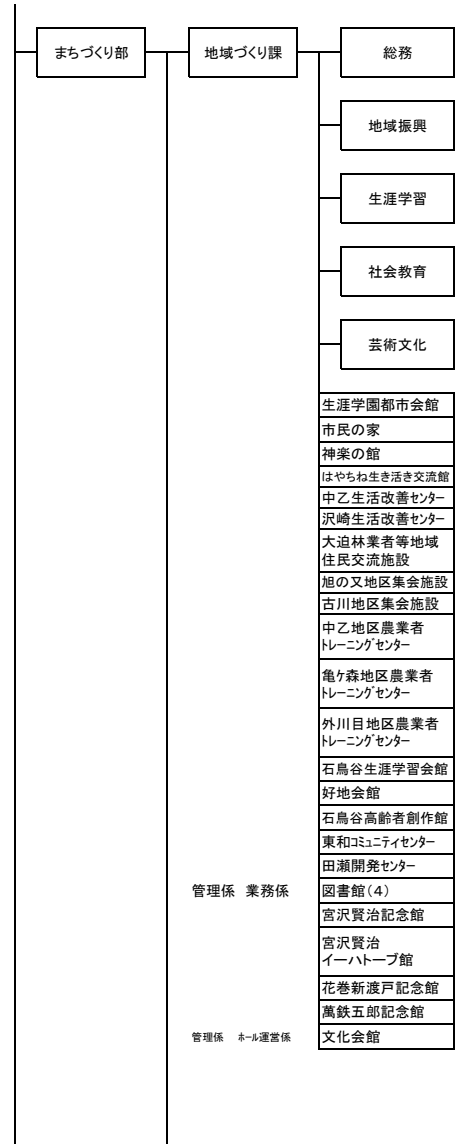 まちづくり部 地域づくり課 総務
地域振興
生涯学習
社会教育
芸術文化
生涯学園都市会館
市民の家
神楽の館
はやちね生き活き交流館
中乙生活改善センター
沢崎生活改善センター
大迫林業者等地域
住民交流施設
旭の又地区集会施設
古川地区集会施設
中乙地区農業者
トレーニングセンター
亀ケ森地区農業者
トレーニングセンター
外川目地区農業者
トレーニングセンター
石鳥谷生涯学習会館
好地会館
石鳥谷高齢者創作館
東和コミュニティセンター
田瀬開発センター
管理係 業務係 図書館(4)
宮沢賢治記念館
宮沢賢治
イーハトーブ館
花巻新渡戸記念館
萬鉄五郎記念館
管理係 ホール運営係 文化会館